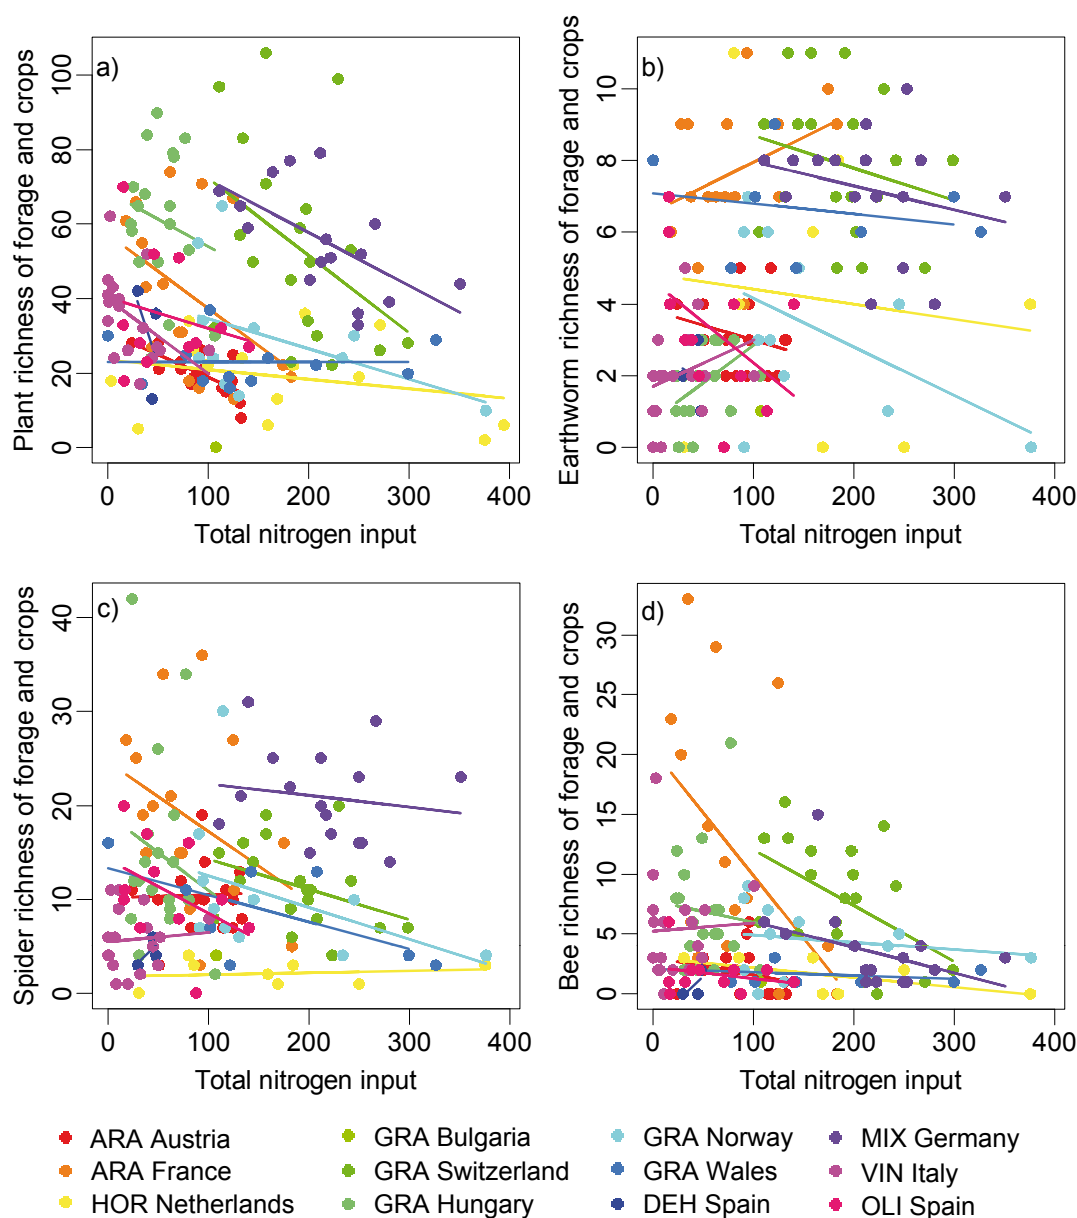 a)
Plant richness of forage and crops
0 20 40 60 80 100
0 100 200 300 400
Total nitrogen input
b)
Earthworm richness of forage and crops
0 2 4 6 8 10
0 100 200 300 400
Total nitrogen input
c)
Spider richness of forage and crops
0 10 20 30 40
0 100 200 300 400
Total nitrogen input
d)
Bee richness of forage and crops
0 5 10 15 20 25 30
0 100 200 300 400
Total nitrogen input
ARA Austria
ARA France
HOR Netherlands
GRA Bulgaria
GRA Switzerland
GRA Hungary
GRA Norway
GRA Wales
DEH Spain
MIX Germany
VIN Italy
OLI Spain